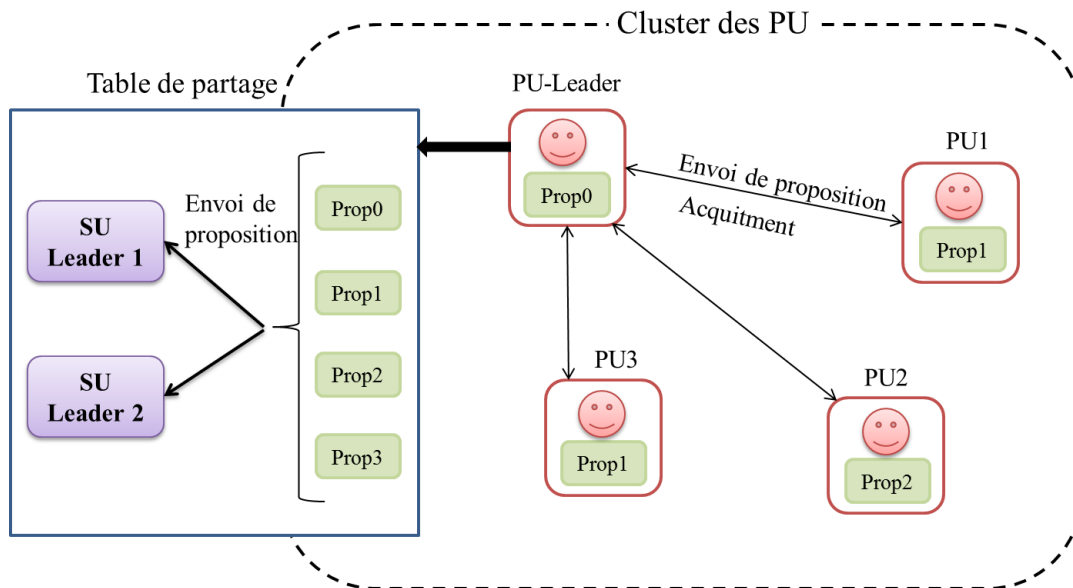 Cluster des PU
Table de partage
PU-Leader
Prop0
PU1
Prop1
Envoi de proposition
Acquitment
PU3
Prop1
PU2
Prop2
SU
Leader 1
SU
Leader 2
Envoi de
proposition
Prop0
Prop1
Prop2
Prop3